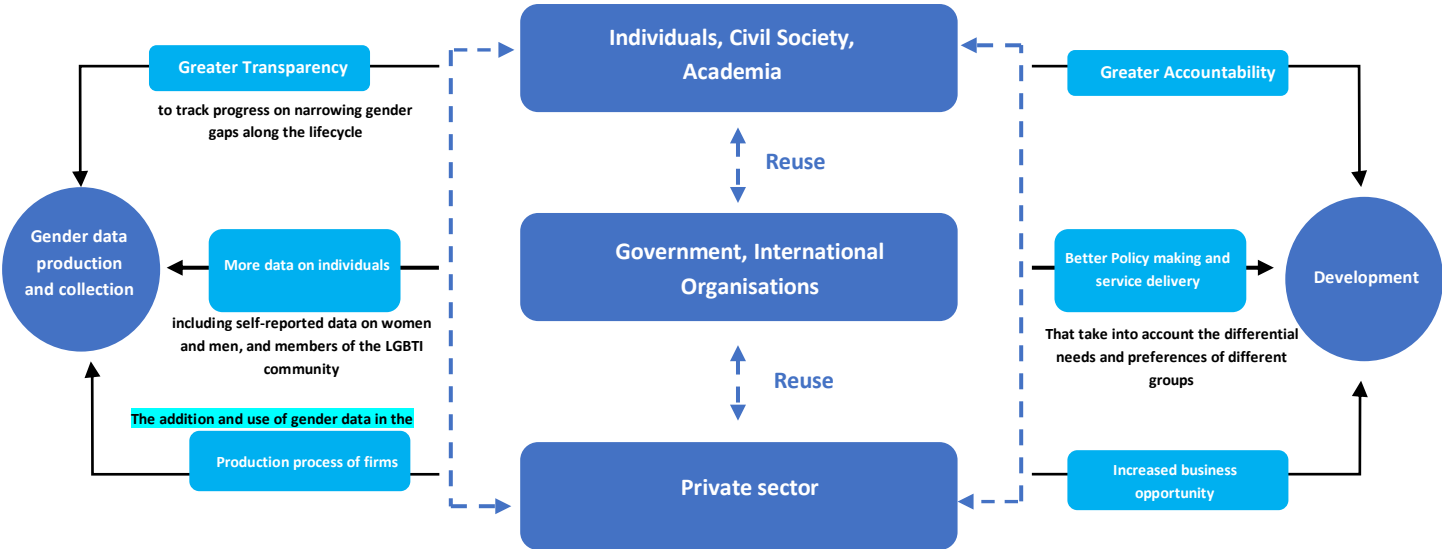 Individuals, Civil Society,
Academia
Greater Transparency
Greater Accountability
to track progress on narrowing gender
gaps along the lifecycle
Reuse
Gender data
production
and collection
More data on individuals
Government, International
Organisations
Better Policy making and
service delivery
Development
including self-reported data on women
and men, and members of the LGBTI
community
That take into account the differential
needs and preferences of different
groups
Reuse
The addition and use of gender data in the
Production process of firms
Private sector
Increased business
opportunity